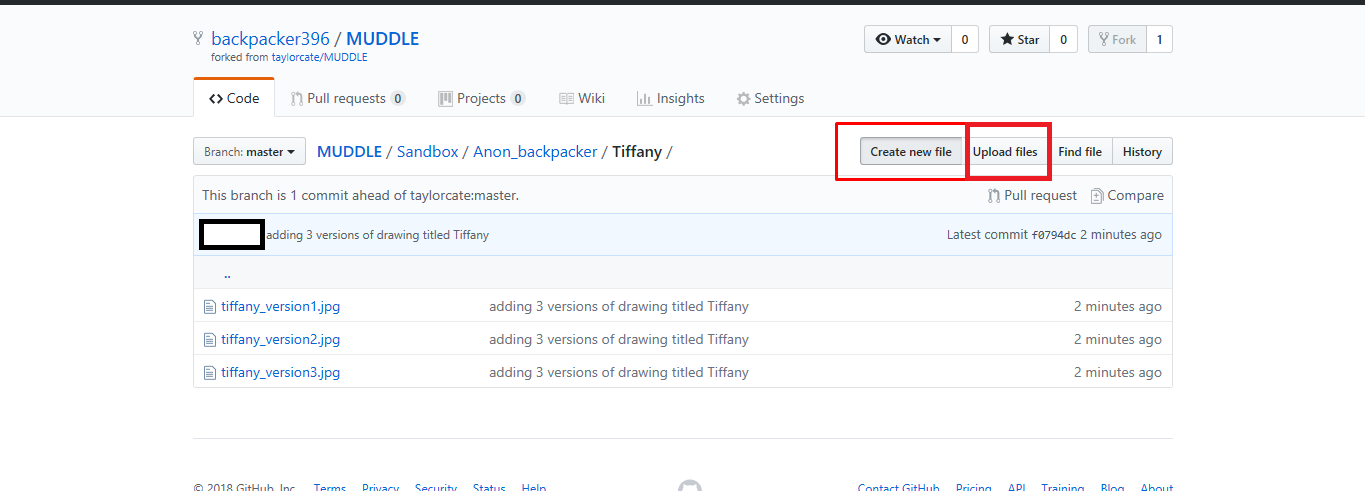 backpacker396 / MUDDLE
Watch 0 Star 0 Fork 1
forked from taylorcate/MUDDLE
Code Pull requests 0 Projects 0 Wiki Insights Settings
Branch: master MUDDLE / Sandbox / Anon_backpacker / Tiffany / Create new file Upload files Find file History
This branch is 1 commit ahead of taylorcate:master. Pull request Compare
adding 3 versions of drawing titled Tiffany Latest commit f0794dc 2 minutes ago
..
tiffany_version1.jpg adding 3 versions of drawing titled Tiffany 2 minutes ago
tiffany_version2.jpg adding 3 versions of drawing titled Tiffany 2 minutes ago
tiffany_version3.jpg adding 3 versions of drawing titled Tiffany 2 minutes ago
© 2018 GitHub, Inc. Terms Privacy Security Status Help Contact GitHub Pricing API Training Blog About